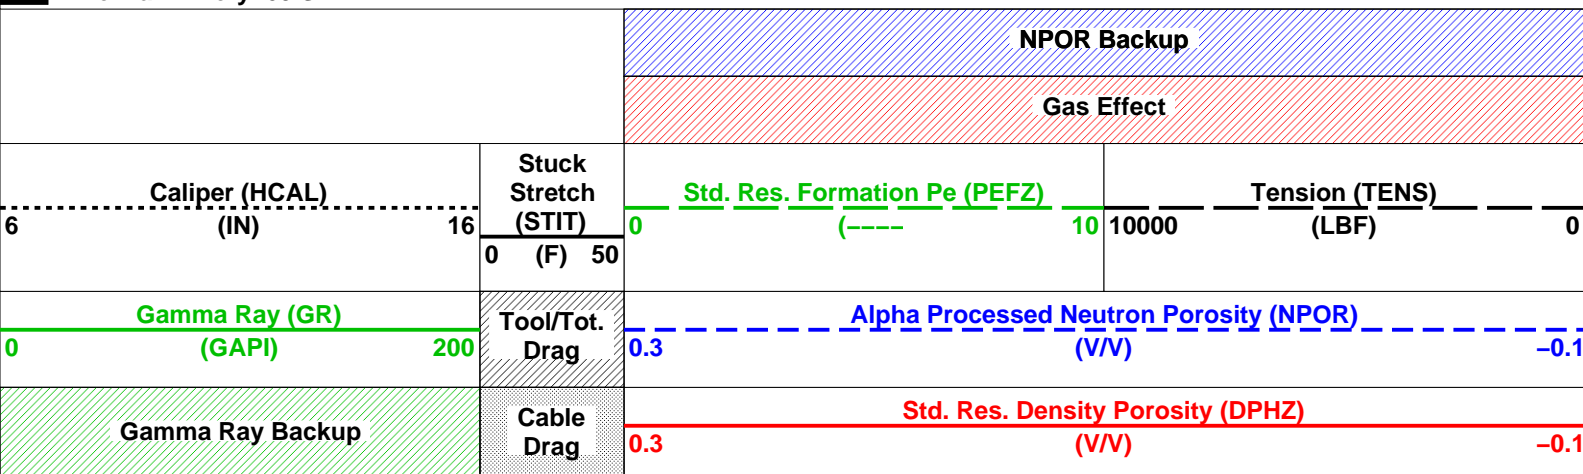 NPOR Backup
Gas Effect
Caliper (HCAL)
6 (IN) 16
Stuck
Stretch
(STIT)
0 (F) 50
Std. Res. Formation Pe (PEFZ)
0 (−−−− 10
Tension (TENS)
10000 (LBF) 0
Gamma Ray (GR)
0 (GAPI) 200
Tool/Tot.
Drag
Alpha Processed Neutron Porosity (NPOR)
0.3 (V/V) −0.1
Gamma Ray Backup
Cable
Drag
Std. Res. Density Porosity (DPHZ)
0.3 (V/V) −0.1